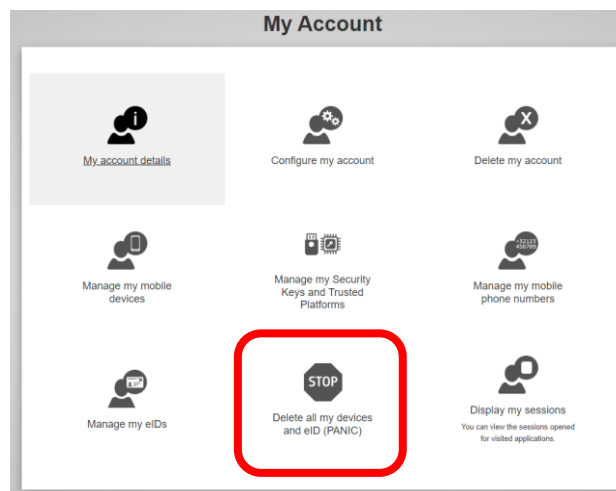 My Account
i
X
My account details
Configure my account
Delete my account
+32123
456789
Manage my mobile
devices
Manage my Security
Keys and Trusted
Platforms
Manage my mobile
phone numbers
STOP
Manage my eIDs
Delete all my devices
and eID (PANIC)
Display my sessions
You can view the sessions opened
for visited applications.